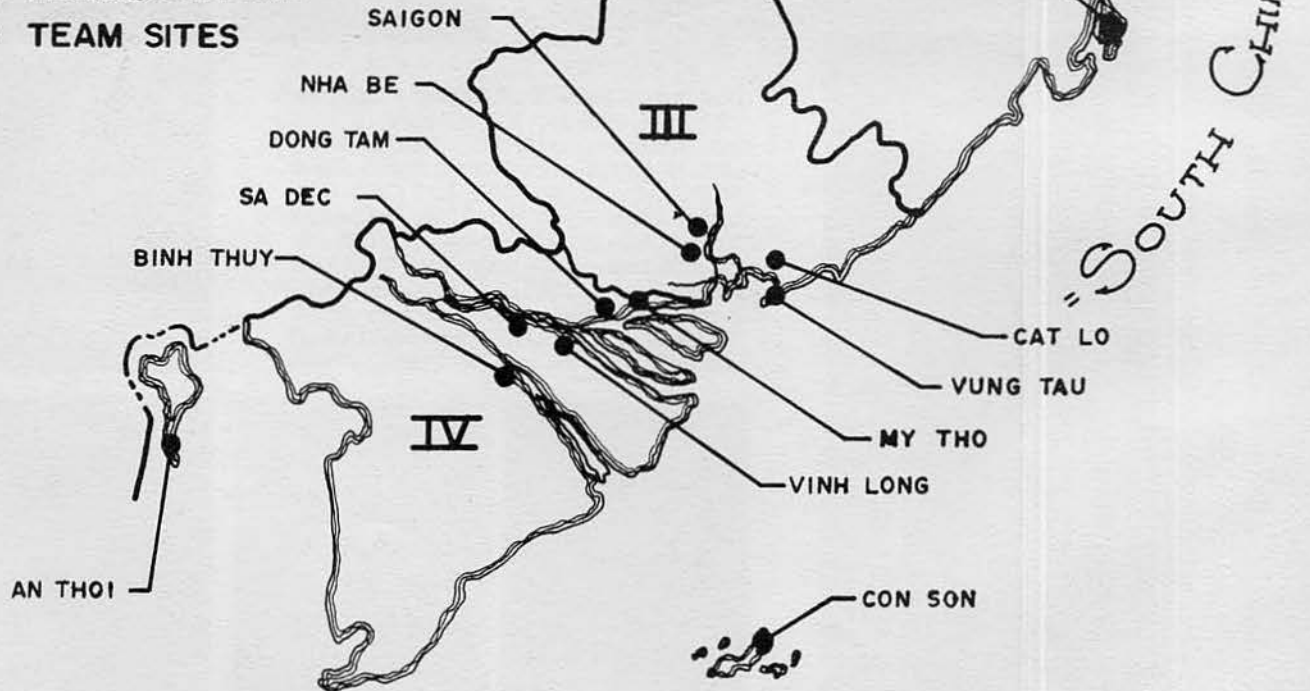 TEAM SITES
SAIGON
NHA BE
DONG TAM
SA DEC
BINH THUY
III
IV
AN THOI
"SOUTH
CAT LO
VUNG TAU
MY THO
VINH LONG
CON SON